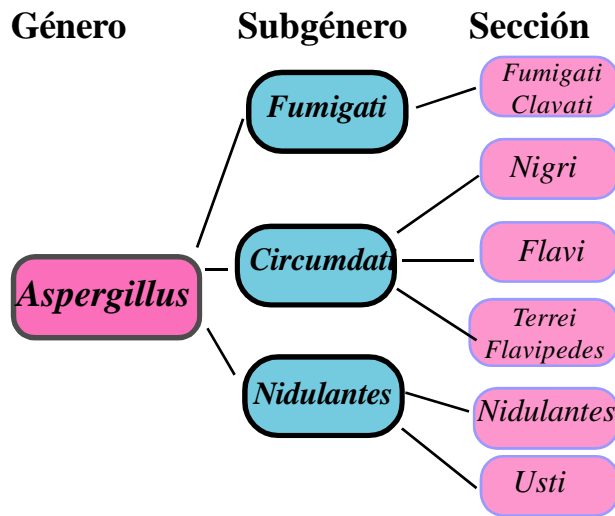 Género Subgénero Sección
Fumigati
Fumigati
Clavati
Nigri
Aspergillus
Circumdati
Flavi
Terrei
Flavipedes
Nidulantes
Nidulantes
Usti